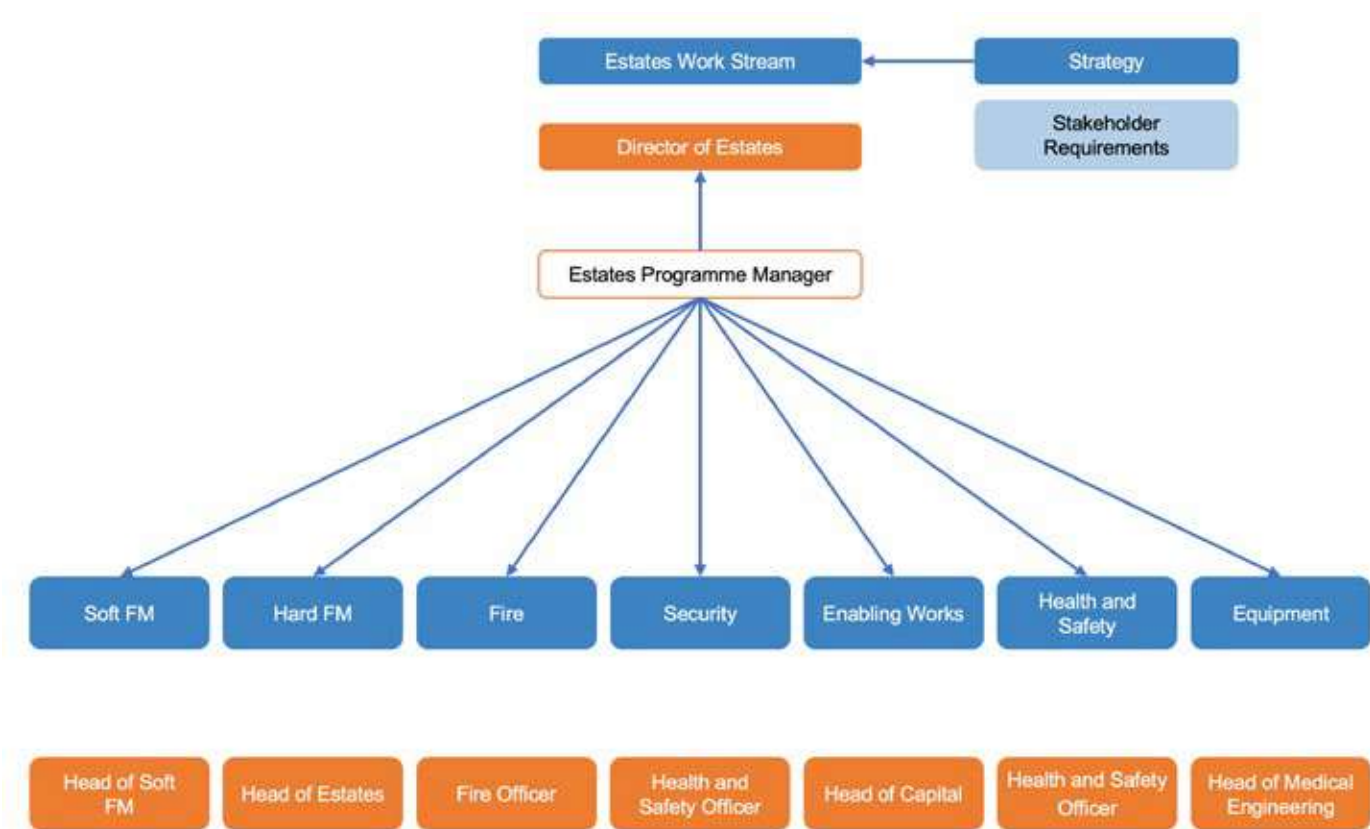 Estates Work Stream
Strategy
Director of Estates
Stakeholder
Requirements
Estates Programme Manager
Soft FM
Hard FM
Fire
Security
Enabling Works
Health and
Safety
Equipment
Head of Soft
FM
Head of Estates
Fire Officer
Health and
Safety Officer
Head of Capital
Health and Safety
Officer
Head of Medical
Engineering